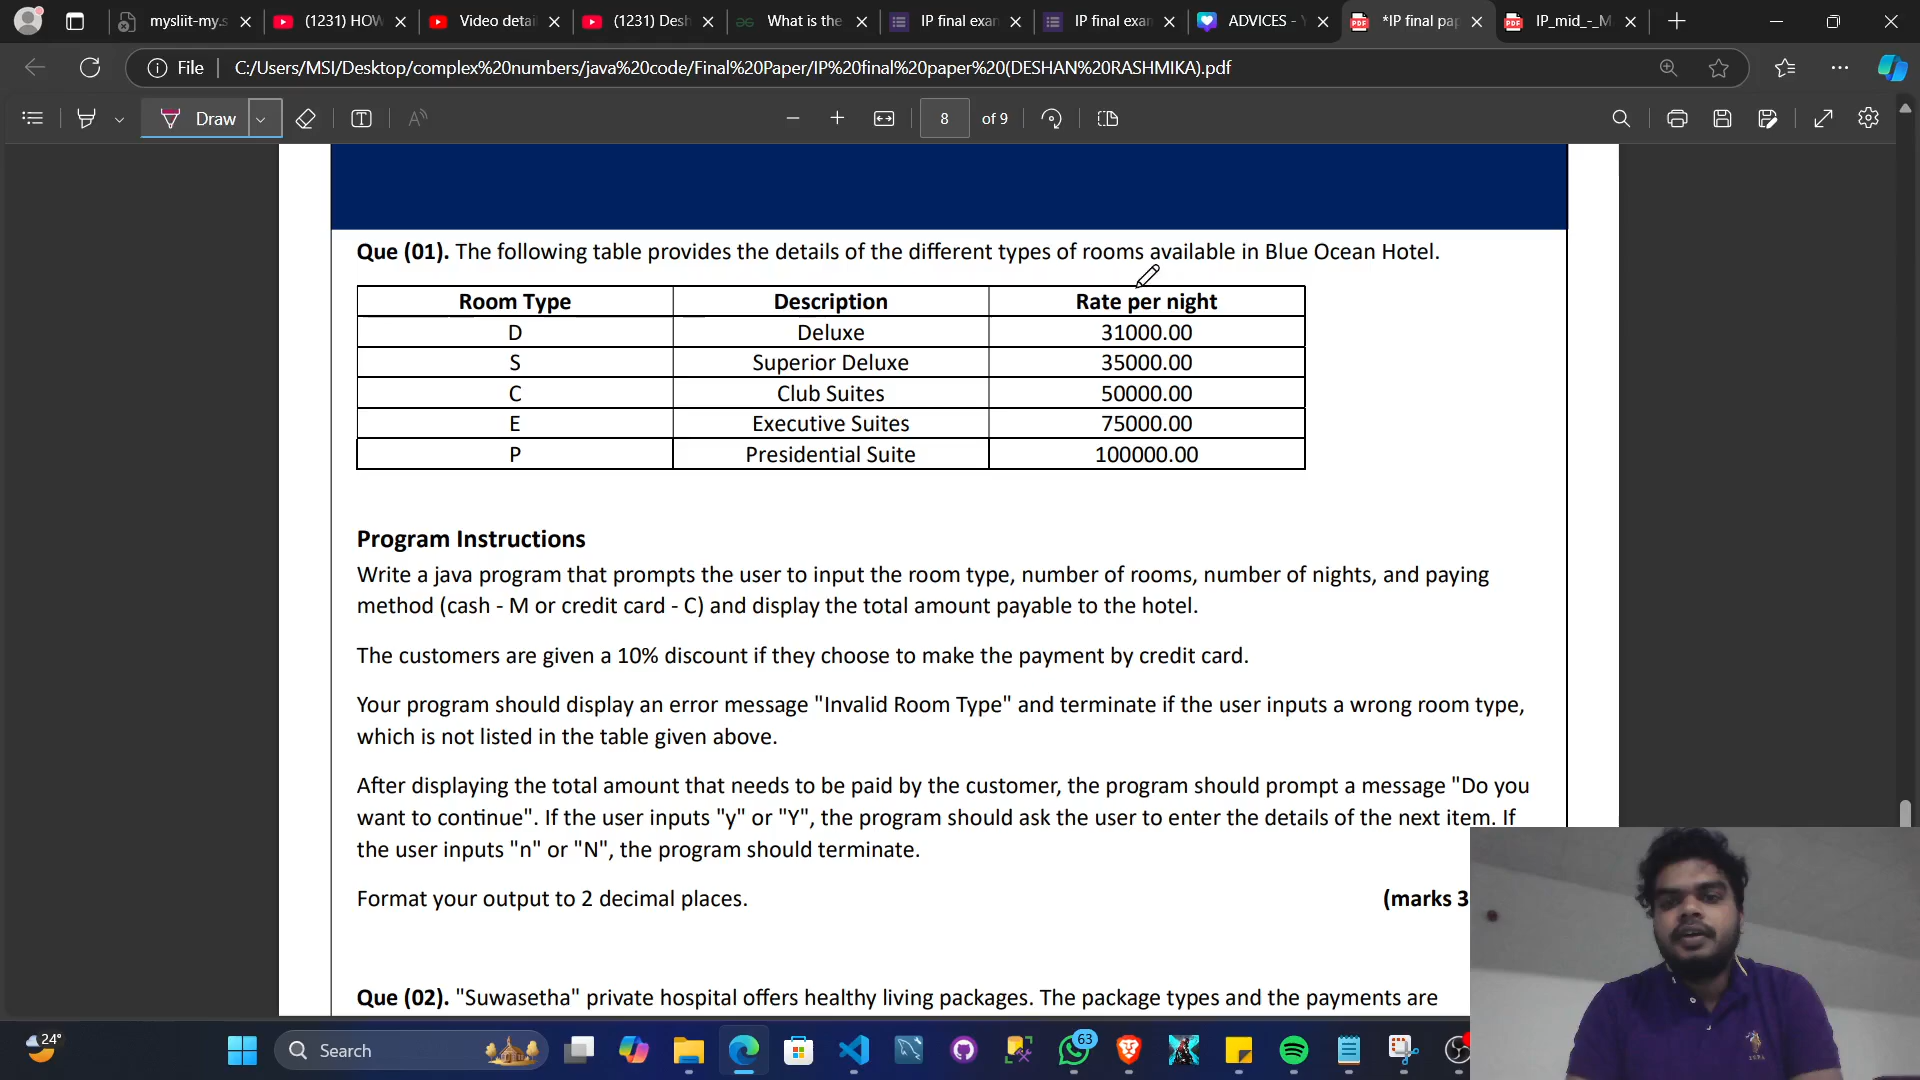 mysliit-my.s
(1231) HOW
Video detai
(1231) Desh
What is the
IP final exar
IP final exar
ADVICES - Y
*IP final pap
IP_mid_-_M
File
C:/Users/MSI/Desktop/complex%20numbers/java%20code/Final%20Paper/IP%20final%20paper%20(DESHAN%20RASHMIKA).pdf
Draw
8 of 9
Que (01). The following table provides the details of the different types of rooms available in Blue Ocean Hotel.
Room Type Description Rate per night
D Deluxe 31000.00
S Superior Deluxe 35000.00
C Club Suites 50000.00
E Executive Suites 75000.00
P Presidential Suite 100000.00
Program Instructions
Write a java program that prompts the user to input the room type, number of rooms, number of nights, and paying
method (cash - M or credit card - C) and display the total amount payable to the hotel.
The customers are given a 10% discount if they choose to make the payment by credit card.
Your program should display an error message "Invalid Room Type" and terminate if the user inputs a wrong room type,
which is not listed in the table given above.
After displaying the total amount that needs to be paid by the customer, the program should prompt a message "Do you
want to continue". If the user inputs "y" or "Y", the program should ask the user to enter the details of the next item. If
the user inputs "n" or "N", the program should terminate.
Format your output to 2 decimal places. (marks 3
Que (02). "Suwasetha" private hospital offers healthy living packages. The package types and the payments are
24°
Search
63